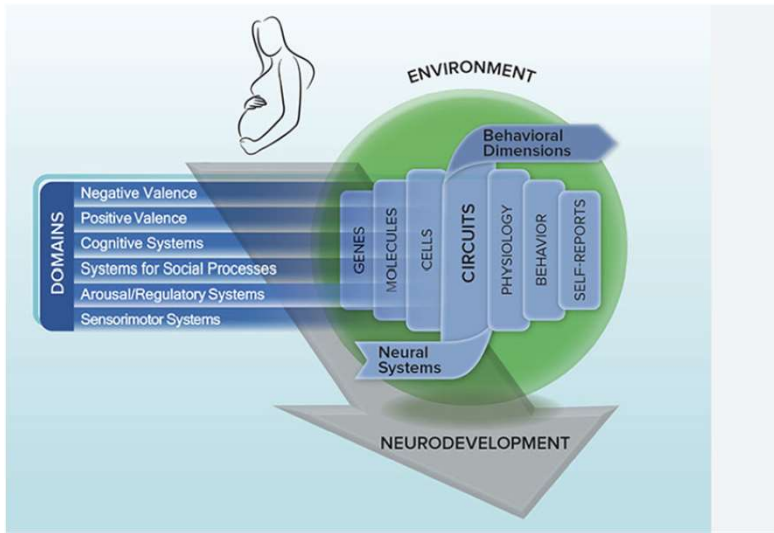 ENVIRONMENT
Behavioral
Dimensions
DOMAINS
Negative Valence
Positive Valence
Cognitive Systems
Systems for Social Processes
Arousal/Regulatory Systems
Sensorimotor Systems
GENES
MOLECULES
CELLS
CIRCUITS
PHYSIOLOGY
BEHAVIOR
SELF-REPORTS
Neural
Systems
NEURODEVELOPMENT